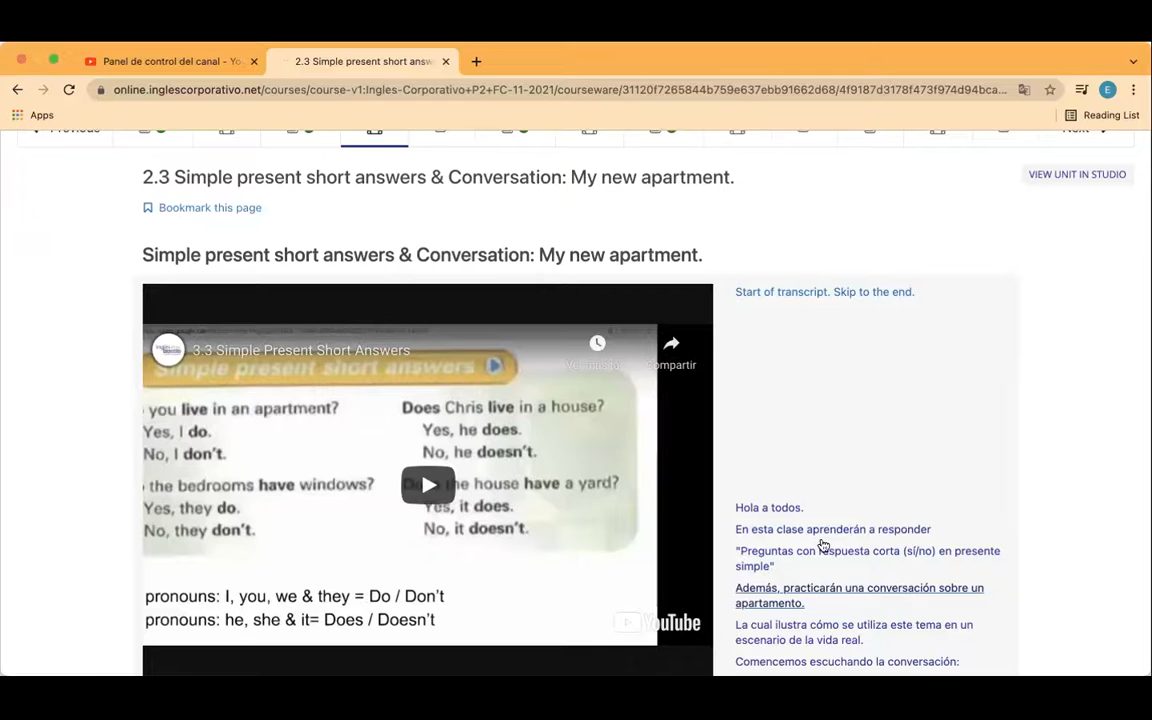 Panel de control del canal - Yo
2.3 Simple present short answ
online.inglescorporativo.net/courses/course-v1:Ingles-Corporativo+P2+FC-11-2021/courseware/31120f7265844b759e637ebb91662d68/4f9187d3178f473f974d94bca...
E
Apps
Reading List
Previous
Next
2.3 Simple present short answers & Conversation: My new apartment.
VIEW UNIT IN STUDIO
Bookmark this page
Simple present short answers & Conversation: My new apartment.
Start of transcript. Skip to the end.
3.3 Simple Present Short Answers
Compartir
Simple present short answers
you live in an apartment?
Yes, I do.
No, I don't.
the bedrooms have windows?
Yes, they do.
No, they don't.
Does Chris live in a house?
Yes, he does.
No, he doesn't.
the house have a yard?
Yes, it does.
No, it doesn't.
pronouns: I, you, we & they = Do / Don't
pronouns: he, she & it= Does / Doesn't
YouTube
Hola a todos.
En esta clase aprenderán a responder
"Preguntas con respuesta corta (sí/no) en presente
simple"
Además, practicarán una conversación sobre un
apartamento.
La cual ilustra cómo se utiliza este tema en un
escenario de la vida real.
Comencemos escuchando la conversación: